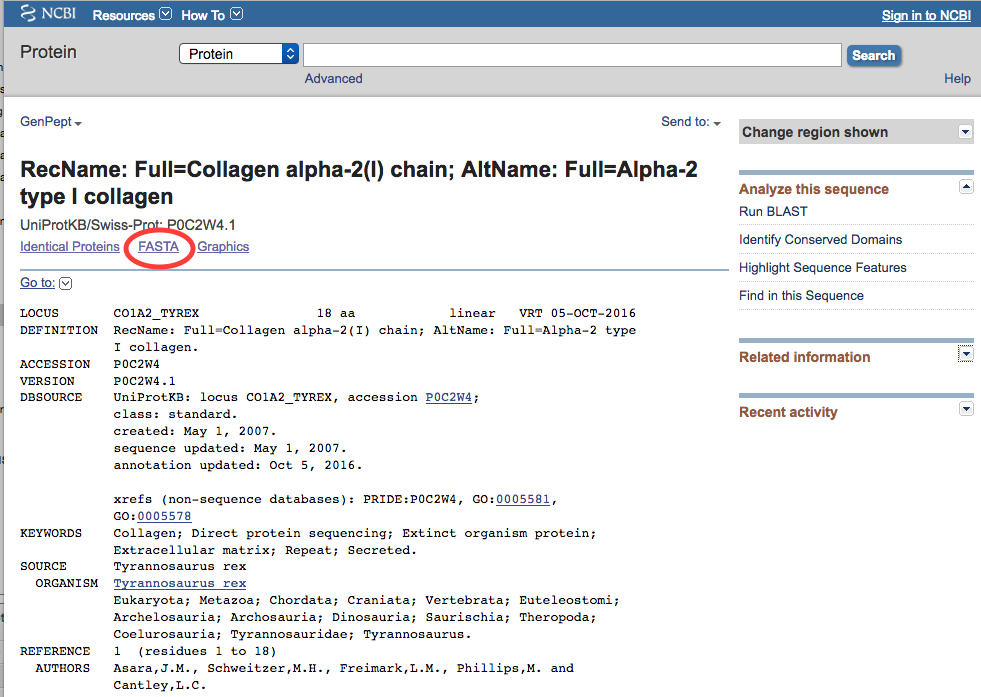 NCBI Resources How To Sign in to NCBI
Protein Protein Search
Advanced Help
GenPept Send to: Change region shown
RecName: Full=Collagen alpha-2(I) chain; AltName: Full=Alpha-2
type I collagen
UniProtKB/Swiss-Prot: P0C2W4.1
Identical Proteins FASTA Graphics
Analyze this sequence
Run BLAST
Identify Conserved Domains
Highlight Sequence Features
Find in this Sequence
Related information
Recent activity
Go to:
LOCUS CO1A2_TYREX 18 aa linear VRT 05-OCT-2016
DEFINITION RecName: Full=Collagen alpha-2(I) chain; AltName: Full=Alpha-2 type
I collagen.
ACCESSION P0C2W4
VERSION P0C2W4.1
DBSOURCE UniProtKB: locus CO1A2_TYREX, accession P0C2W4;
class: standard.
created: May 1, 2007.
sequence updated: May 1, 2007.
annotation updated: Oct 5, 2016.
xrefs (non-sequence databases): PRIDE:P0C2W4, GO:0005581,
GO:0005578
KEYWORDS Collagen; Direct protein sequencing; Extinct organism protein;
Extracellular matrix; Repeat; Secreted.
SOURCE Tyrannosaurus rex
ORGANISM Tyrannosaurus rex
Eukaryota; Metazoa; Chordata; Craniata; Vertebrata; Euteleostomi;
Archelosauria; Archosauria; Dinosauria; Saurischia; Theropoda;
Coelurosauria; Tyrannosauridae; Tyrannosaurus.
REFERENCE 1 (residues 1 to 18)
AUTHORS Asara,J.M., Schweitzer,M.H., Freimark,L.M., Phillips,M. and
Cantley,L.C.